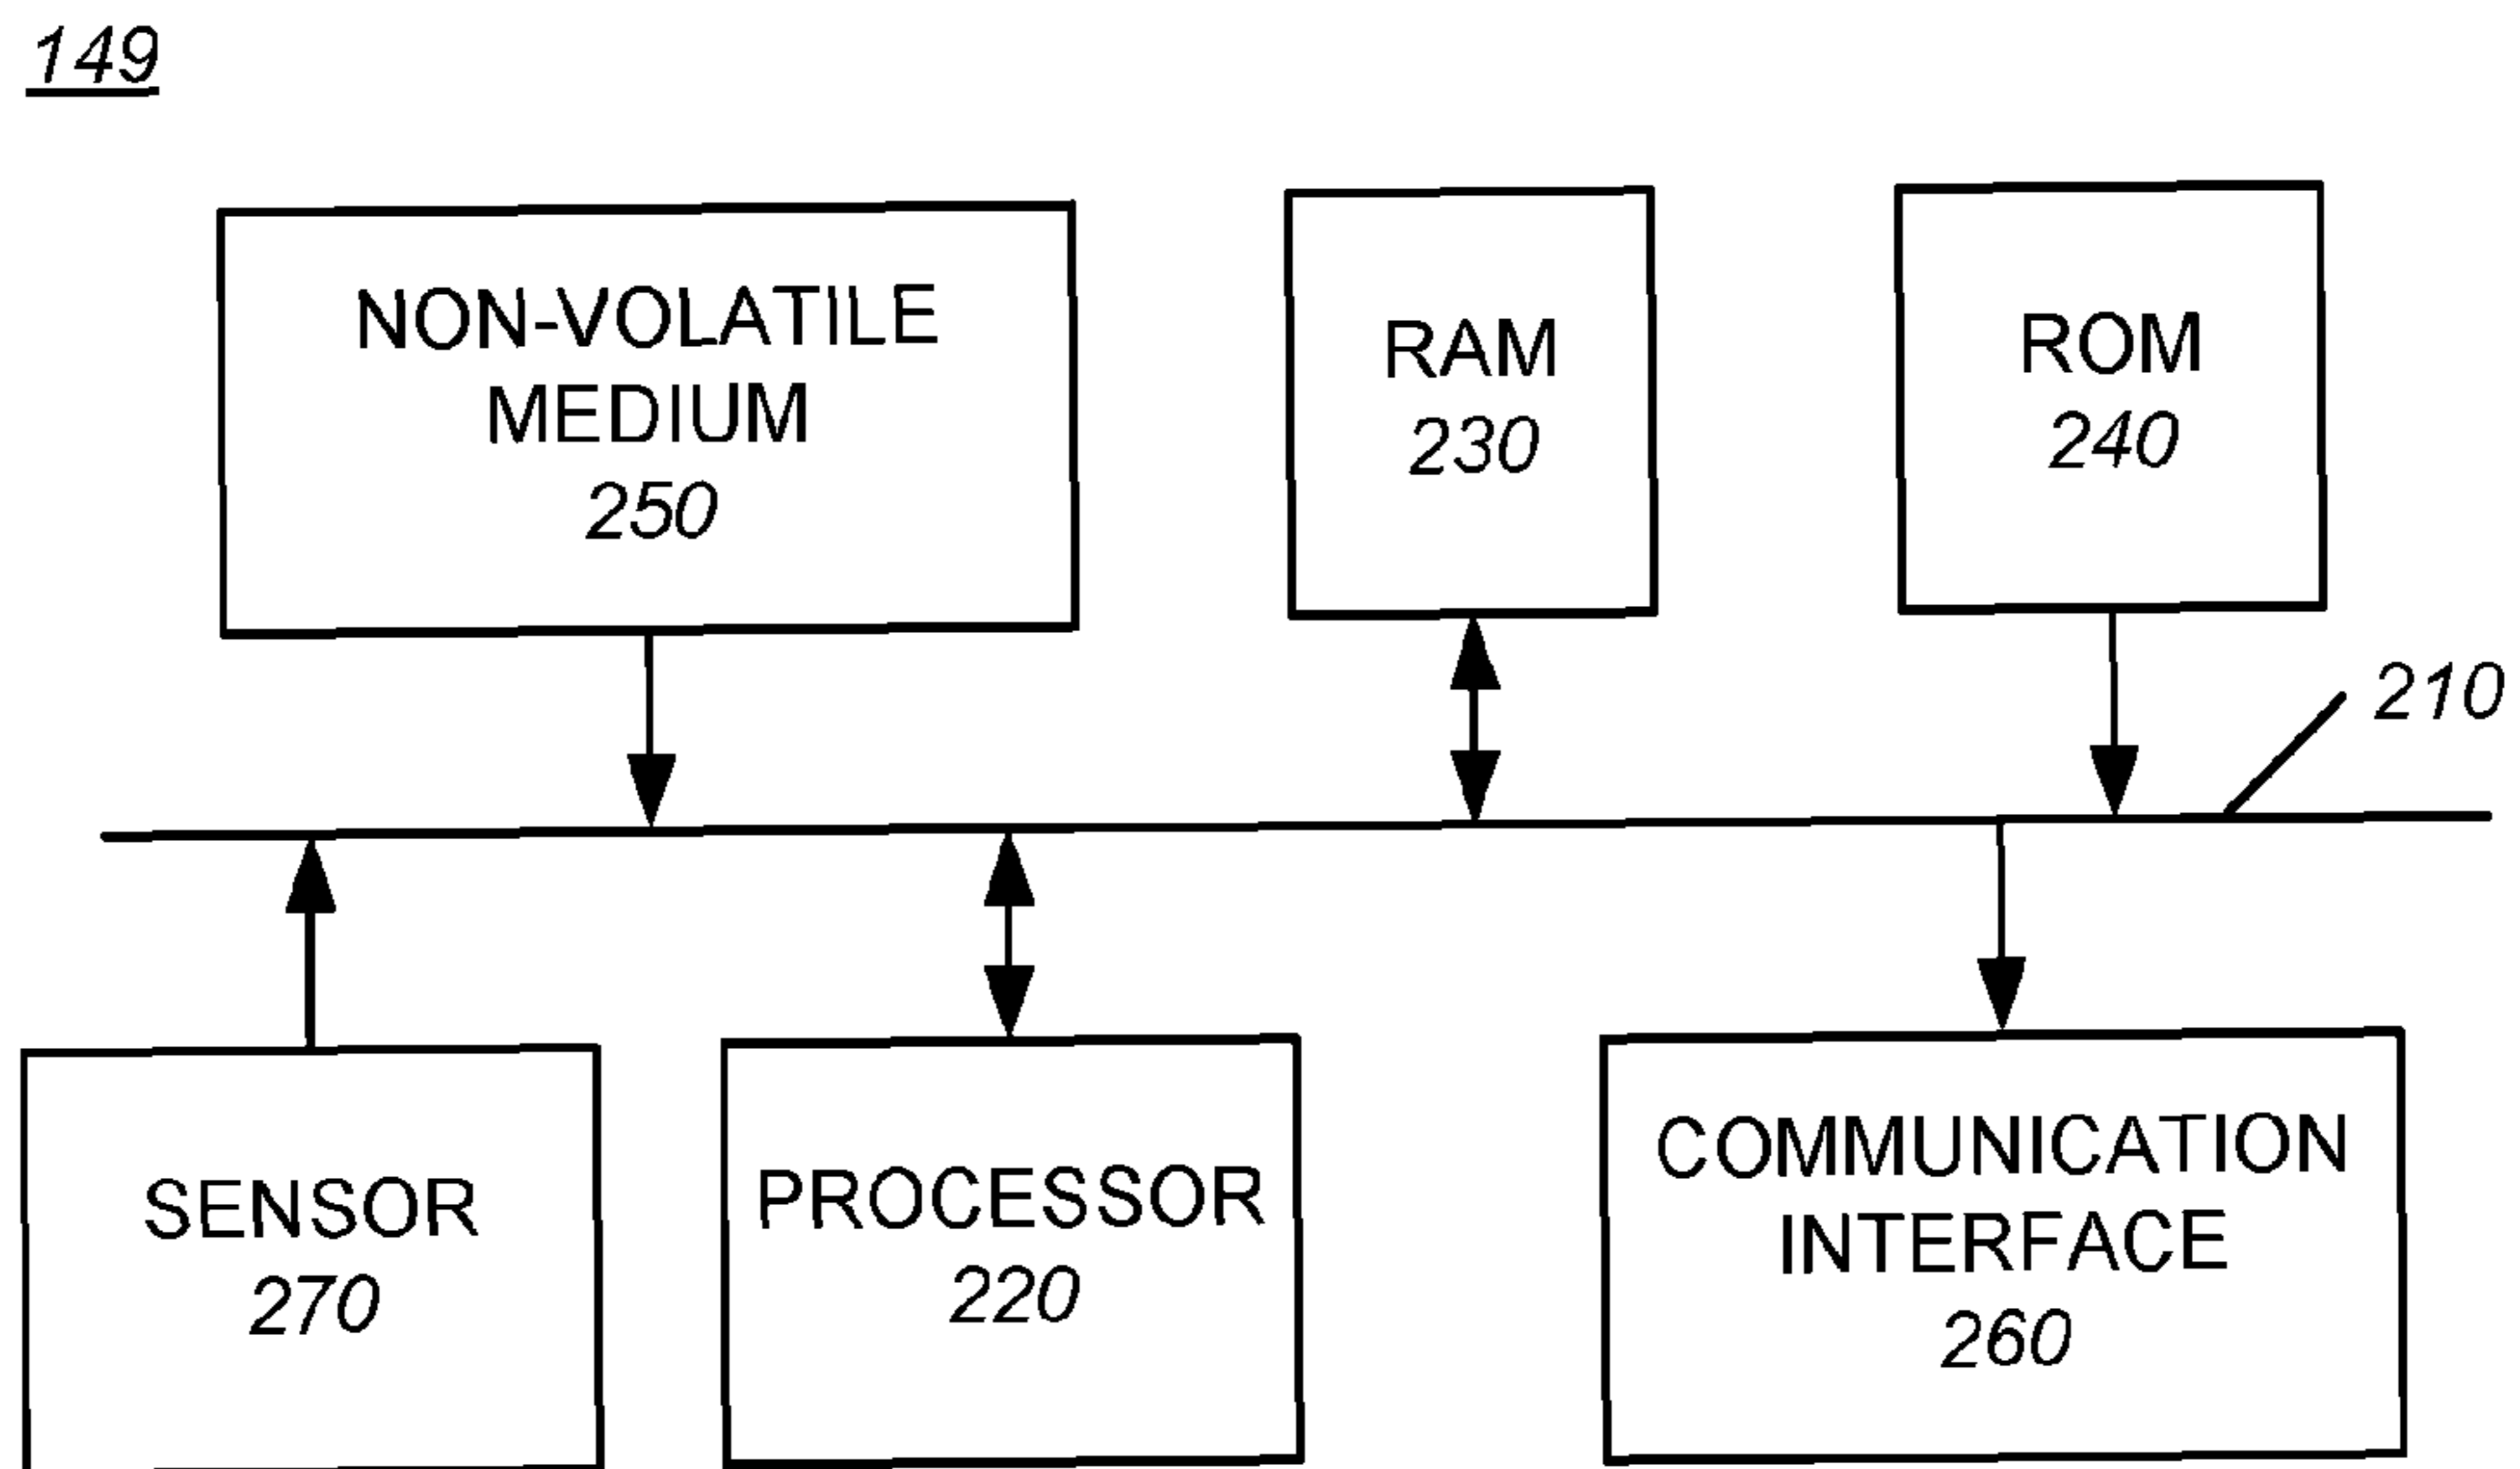 149
NON-VOLATILE
MEDIUM
250
RAM
230
ROM
240
210
SENSOR
270
PROCESSOR
220
COMMUNICATION
INTERFACE
260